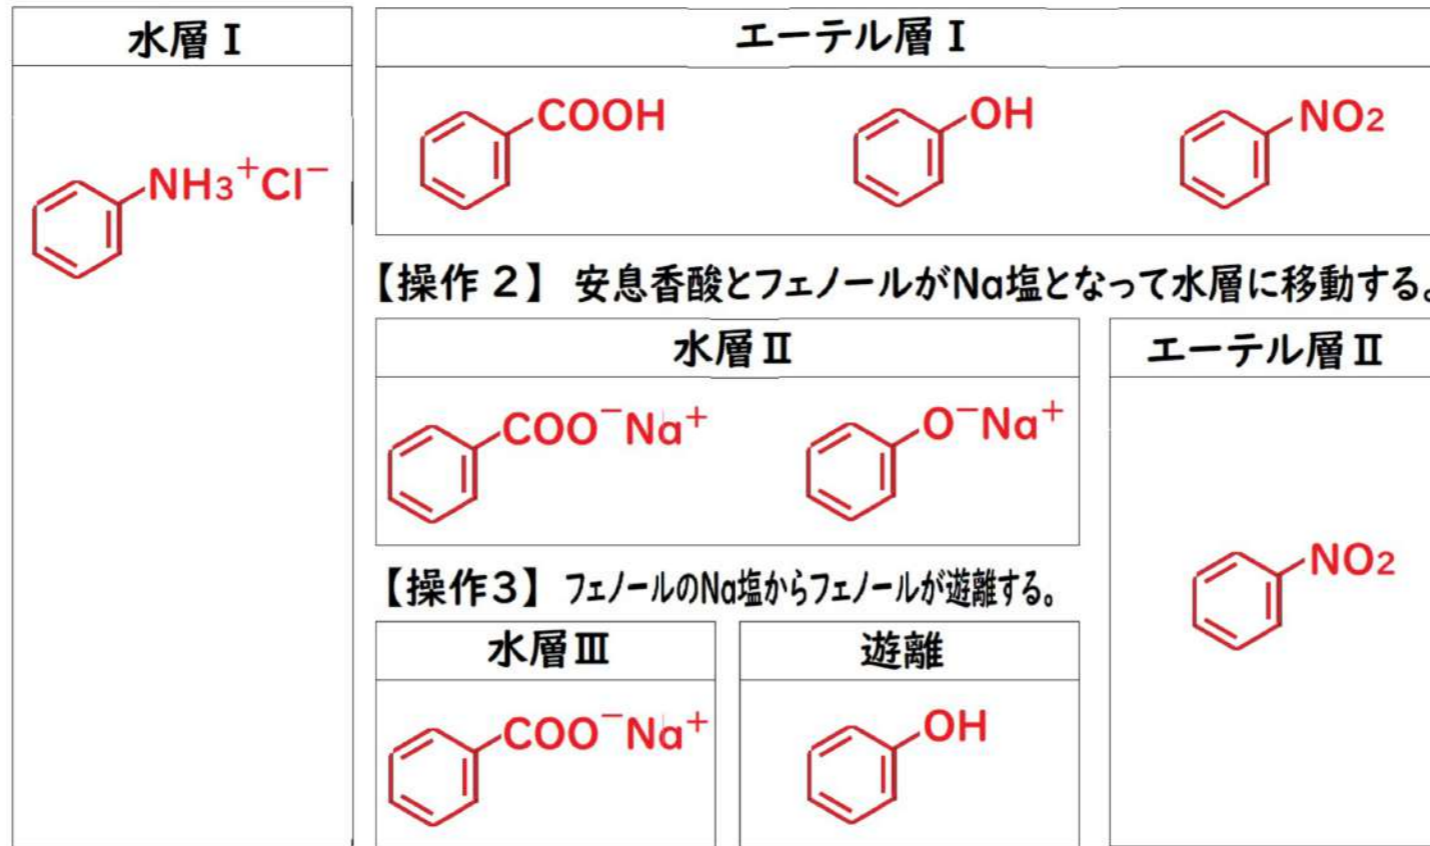 水層Ⅰ
エーテル層Ⅰ
COOH
OH
NO2
NH3+Cl−
【操作 2】 安息香酸とフェノールがNa塩となって水層に移動する。
水層Ⅱ
エーテル層Ⅱ
COO−Na+
O−Na+
NO2
【操作3】 フェノールのNa塩からフェノールが遊離する。
水層Ⅲ
遊離
COO−Na+
OH